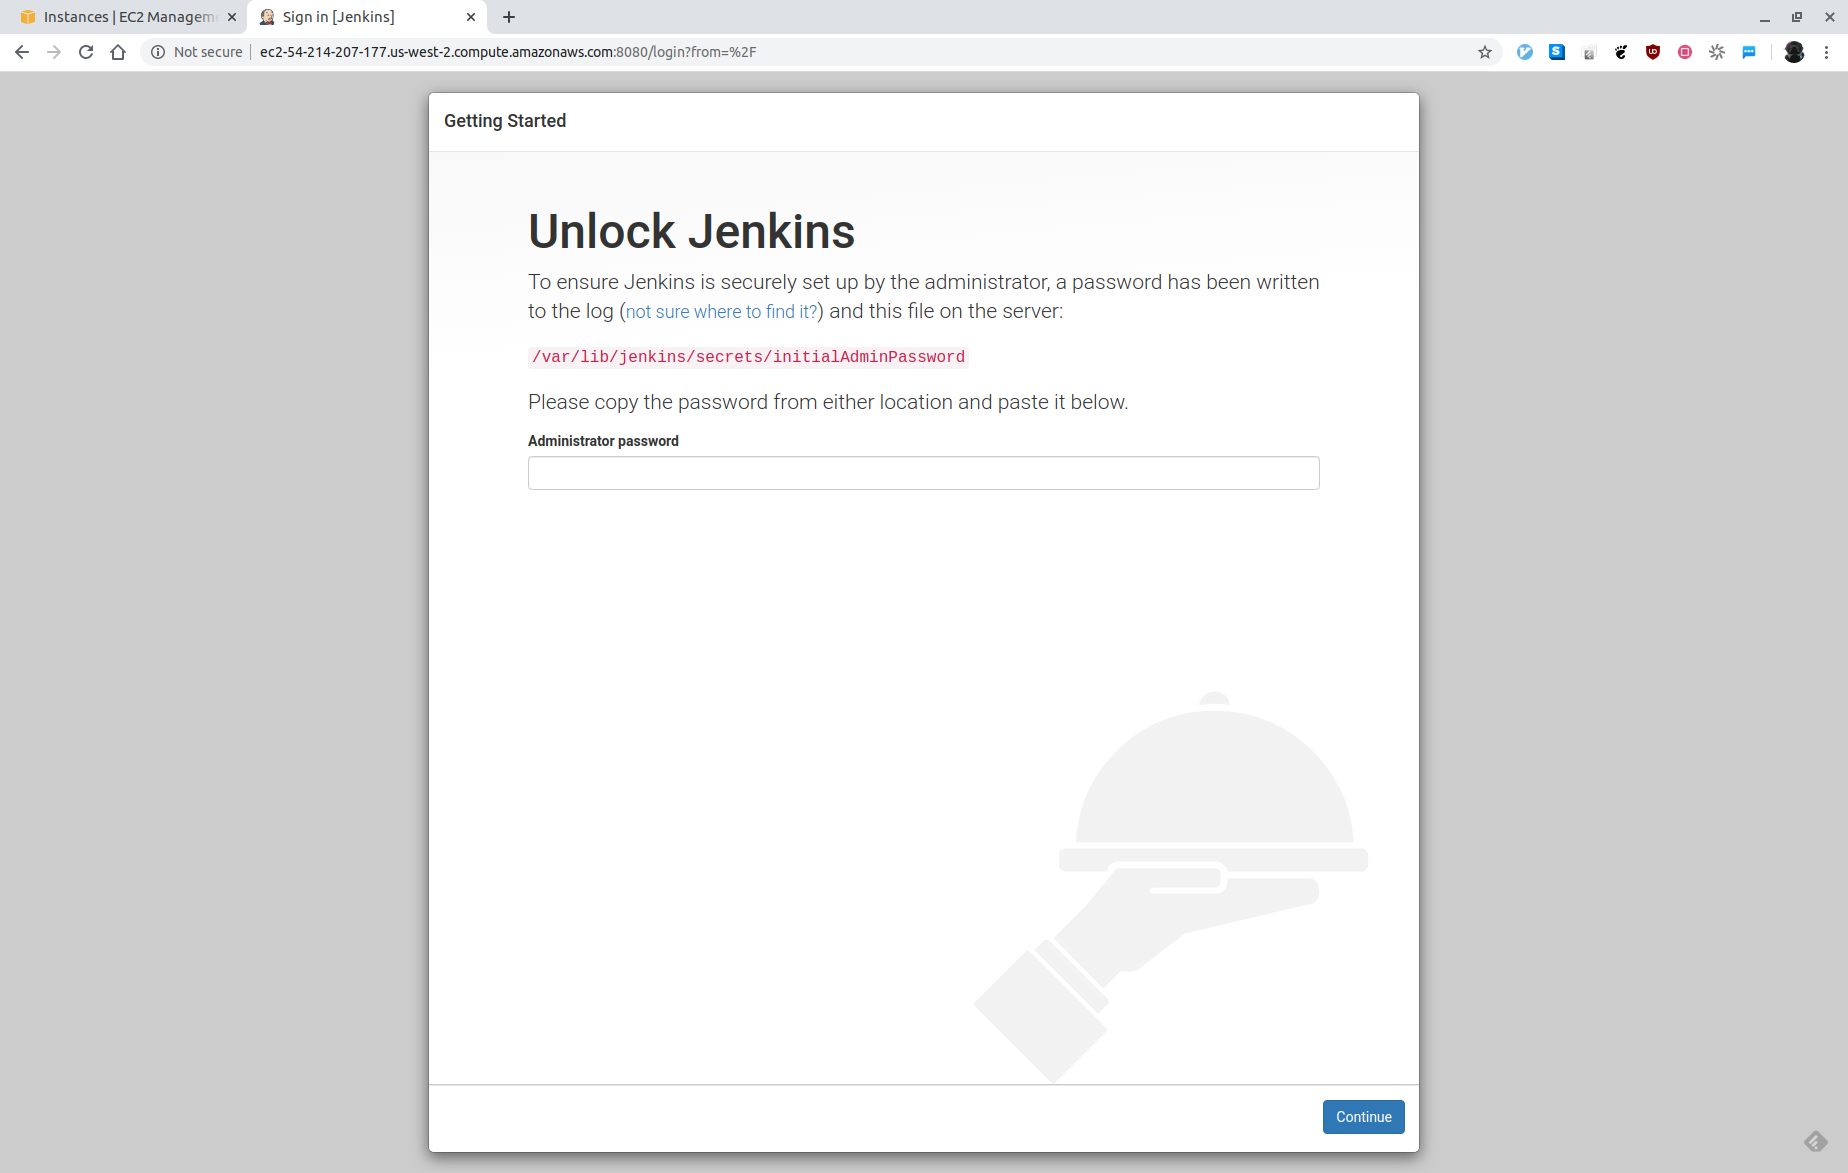 Instances | EC2 Managem
Sign in [Jenkins]
Not secure
ec2-54-214-207-177.us-west-2.compute.amazonaws.com:8080/login?from=%2F
Getting Started
Unlock Jenkins
To ensure Jenkins is securely set up by the administrator, a password has been written
to the log (not sure where to find it?) and this file on the server:
/var/lib/jenkins/secrets/initialAdminPassword
Please copy the password from either location and paste it below.
Administrator password
Continue